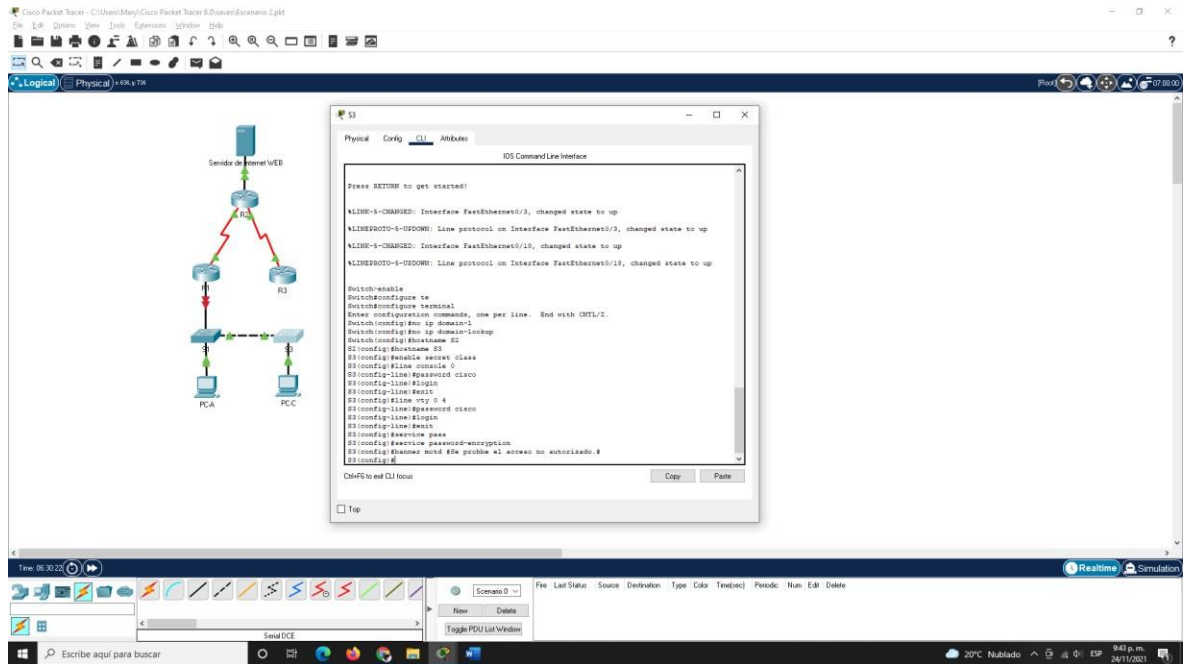 Cisco Packet Tracer - C:\Users\Mary\Cisco Packet Tracer 8.0\saves\Escenario 2.pkt
File Edit Options View Tools Extensions Window Help
?
Logical Physical
[Root] 07:00:00
Servidor de Internet WEB
R2
R1
R3
S1
S3
PC-A
PC-C
S3
Physical Config CLI Attributes
IOS Command Line Interface
Press RETURN to get started!
%LINK-5-CHANGED: Interface FastEthernet0/3, changed state to up
%LINEPROTO-5-UPDOWN: Line protocol on Interface FastEthernet0/3, changed state to up
%LINK-5-CHANGED: Interface FastEthernet0/18, changed state to up
%LINEPROTO-5-UPDOWN: Line protocol on Interface FastEthernet0/18, changed state to up
Switch>enable
Switch#configure te
Switch#configure terminal
Enter configuration commands, one per line. End with CNTL/Z.
Switch(config)#no ip domain-l
Switch(config)#no ip domain-lookup
Switch(config)#hostname S2
S2(config)#hostname S3
S3(config)#enable secret class
S3(config)#line console 0
S3(config-line)#password cisco
S3(config-line)#login
S3(config-line)#exit
S3(config)#line vty 0 4
S3(config-line)#password cisco
S3(config-line)#login
S3(config-line)#exit
S3(config)#service pass
S3(config)#service password-encryption
S3(config)#banner motd #Se prohbe el acceso no autorizado.#
S3(config)#
Ctrl+F6 to exit CLI focus
Copy Paste
Top
Time: 06:30:22
Realtime Simulation
Scenario 0
New Delete
Toggle PDU List Window
Fire Last Status Source Destination Type Color Time(sec) Periodic Num Edit Delete
Serial DCE
Escribe aquí para buscar
20°C Nublado ESP 9:43 p. m.
24/11/2021